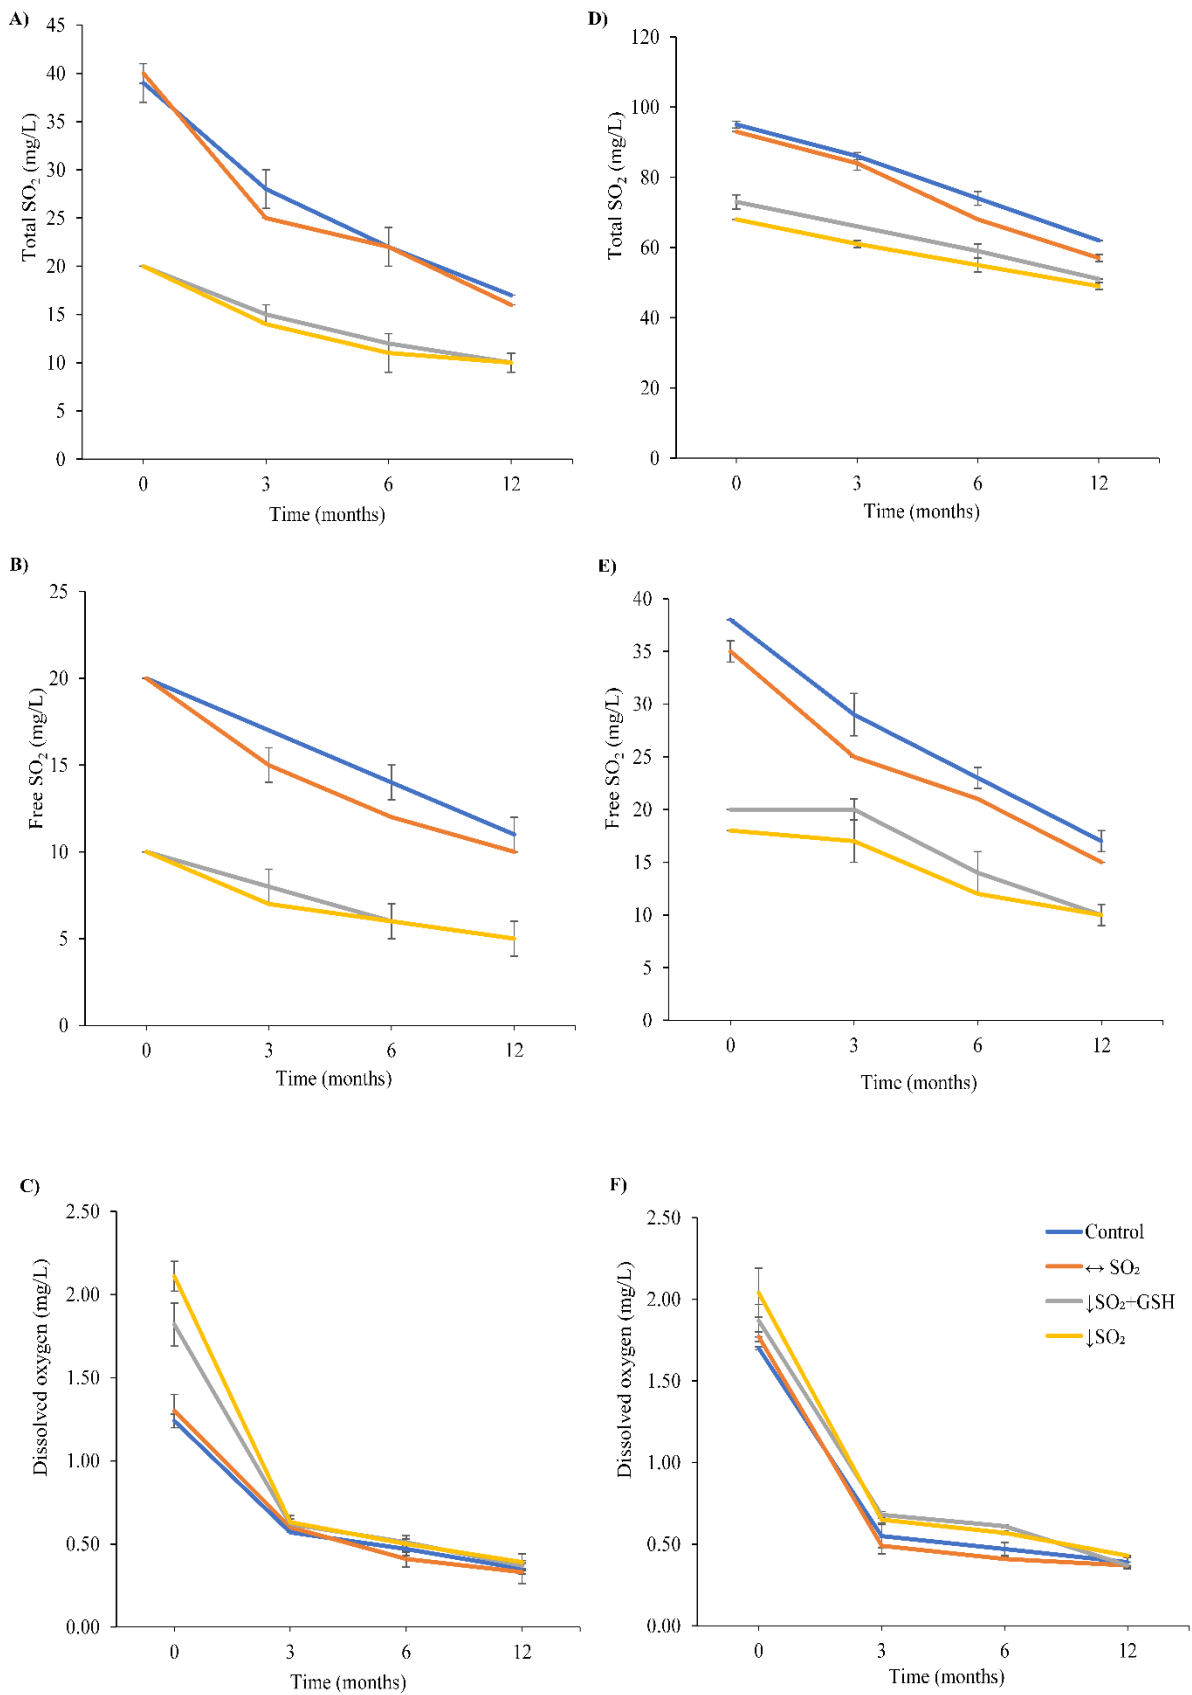 A)
Total SO₂ (mg/L)
45
40
35
30
25
20
15
10
5
0
0 3 6 12
Time (months)
D)
Total SO₂ (mg/L)
120
100
80
60
40
20
0
0 3 6 12
Time (months)
B)
Free SO₂ (mg/L)
25
20
15
10
5
0
0 3 6 12
Time (months)
E)
Free SO₂ (mg/L)
40
35
30
25
20
15
10
5
0
0 3 6 12
Time (months)
C)
Dissolved oxygen (mg/L)
2.50
2.00
1.50
1.00
0.50
0.00
0 3 6 12
Time (months)
F)
Dissolved oxygen (mg/L)
2.50
2.00
1.50
1.00
0.50
0.00
0 3 6 12
Time (months)
Control
↔ SO₂
↓SO₂+GSH
↓SO₂